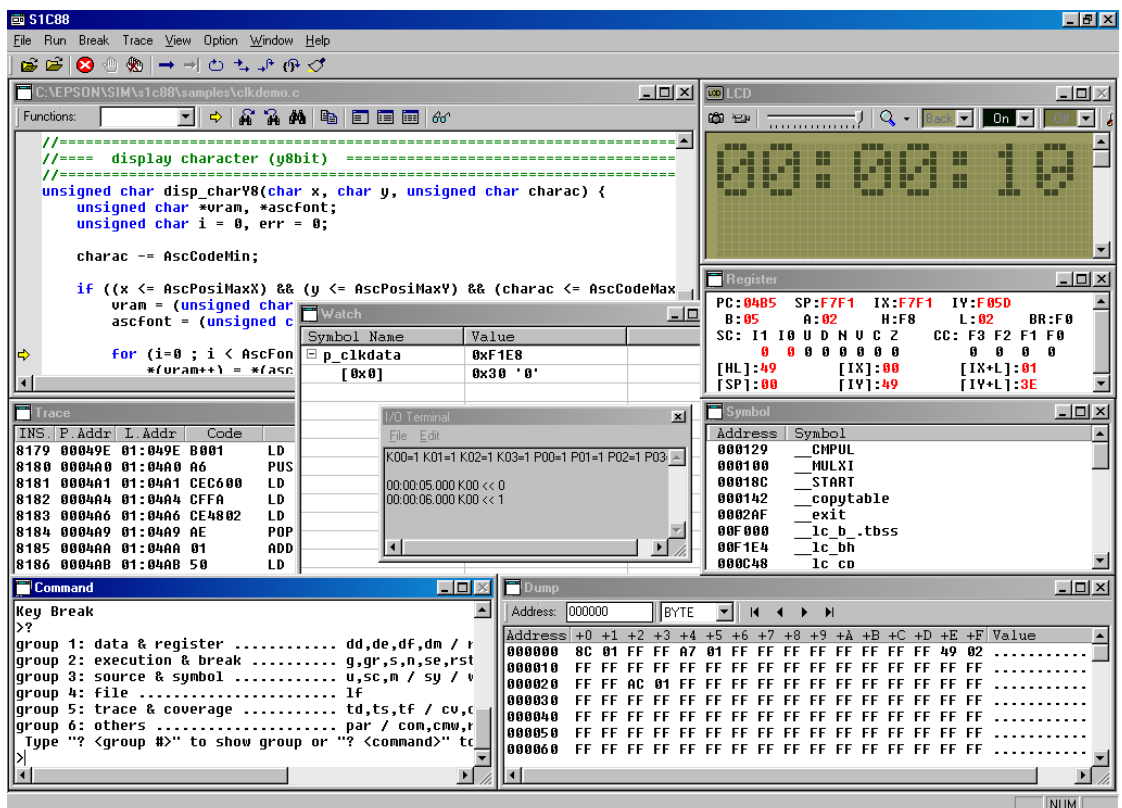 S1C88
File Run Break Trace View Option Window Help
C:\EPSON\SIM\s1c88\samples\clkdemo.c
Functions:
//=======================================================================
//==== display character (y8bit) ======================================
//=======================================================================
unsigned char disp_charY8(char x, char y, unsigned char charac) {
unsigned char *vram, *ascfont;
unsigned char i = 0, err = 0;
charac -= AscCodeMin;
if ((x <= AscPosiMaxX) && (y <= AscPosiMaxY) && (charac <= AscCodeMax
vram = (unsigned char
ascfont = (unsigned c
for (i=0 ; i < AscFon
*(vram++) = *(asc
LCD
Back On Off
00:00:10
Register
PC:04B5 SP:F7F1 IX:F7F1 IY:F05D
B:05 A:02 H:F8 L:02 BR:F0
SC: I1 I0 U D N V C Z CC: F3 F2 F1 F0
0 0 0 0 0 0 0 0 0 0 0 0
[HL]:49 [IX]:00 [IX+L]:01
[SP]:00 [IY]:49 [IY+L]:3E
Watch
Symbol Name Value
p_clkdata 0xF1E8
[0x0] 0x30 '0'
I/O Terminal
File Edit
K00=1 K01=1 K02=1 K03=1 P00=1 P01=1 P02=1 P03
00:00:05.000 K00 << 0
00:00:06.000 K00 << 1
Trace
INS. P.Addr L.Addr Code
8179 00049E 01:049E B001 LD
8180 0004A0 01:04A0 A6 PUS
8181 0004A1 01:04A1 CEC600 LD
8182 0004A4 01:04A4 CFFA LD
8183 0004A6 01:04A6 CE4802 LD
8184 0004A9 01:04A9 AE POP
8185 0004AA 01:04AA 01 ADD
8186 0004AB 01:04AB 50 LD
Symbol
Address Symbol
000129 __CMPUL
000100 __MULXI
00018C __START
000142 __copytable
0002AF __exit
00F000 __lc_b_.tbss
00F1E4 __lc_bh
000C48 lc cp
Command
Key Break
>?
group 1: data & register ............ dd,de,df,dm / r
group 2: execution & break .......... g,gr,s,n,se,rst
group 3: source & symbol ............ u,sc,m / sy / w
group 4: file ....................... lf
group 5: trace & coverage ........... td,ts,tf / cv,c
group 6: others ..................... par / com,cmw,r
Type "? <group #>" to show group or "? <command>" to
>
Dump
Address: 000000 BYTE
Address +0 +1 +2 +3 +4 +5 +6 +7 +8 +9 +A +B +C +D +E +F Value
000000 8C 01 FF FF A7 01 FF FF FF FF FF FF FF FF 49 02 ...........
000010 FF FF FF FF FF FF FF FF FF FF FF FF FF FF FF FF ...........
000020 FF FF AC 01 FF FF FF FF FF FF FF FF FF FF FF FF ...........
000030 FF FF FF FF FF FF FF FF FF FF FF FF FF FF FF FF ...........
000040 FF FF FF FF FF FF FF FF FF FF FF FF FF FF FF FF ...........
000050 FF FF FF FF FF FF FF FF FF FF FF FF FF FF FF FF ...........
000060 FF FF FF FF FF FF FF FF FF FF FF FF FF FF FF FF ...........
NUM